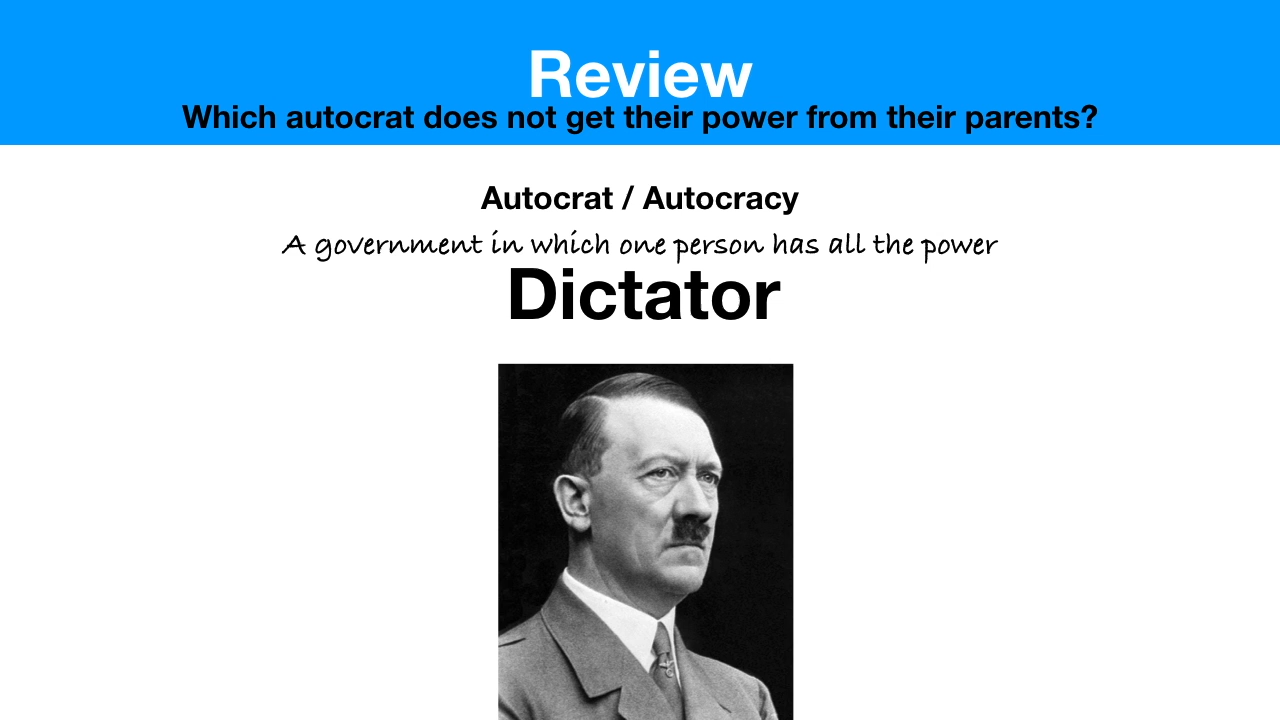 Review
Which autocrat does not get their power from their parents?
Autocrat / Autocracy
A government in which one person has all the power
Dictator